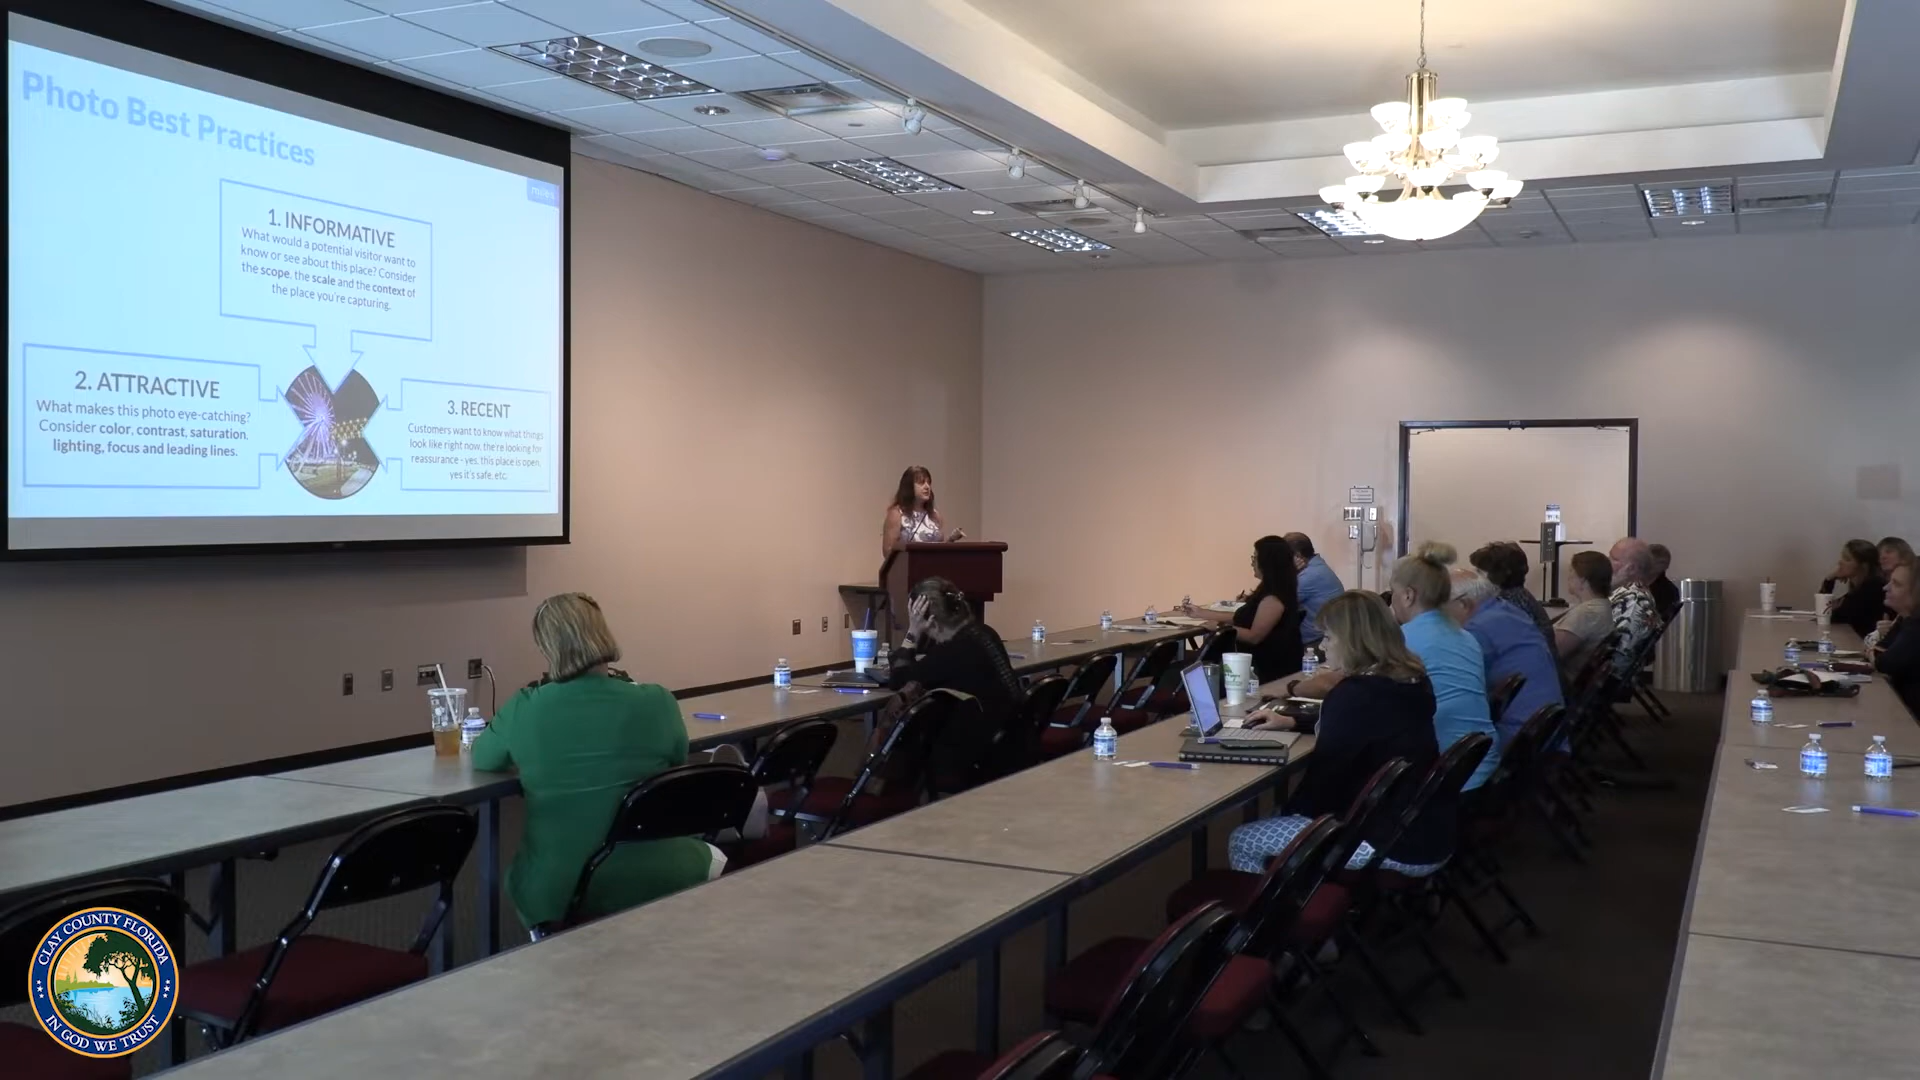 Photo Best Practices
miles
1. INFORMATIVE
What would a potential visitor want to
know or see about this place? Consider
the scope, the scale and the context of
the place you're capturing.
2. ATTRACTIVE
What makes this photo eye-catching?
Consider color, contrast, saturation,
lighting, focus and leading lines.
3. RECENT
Customers want to know what things
look like right now, the're looking for
reassurance - yes, this place is open,
yes it's safe, etc.
CLAY COUNTY FLORIDA
IN GOD WE TRUST